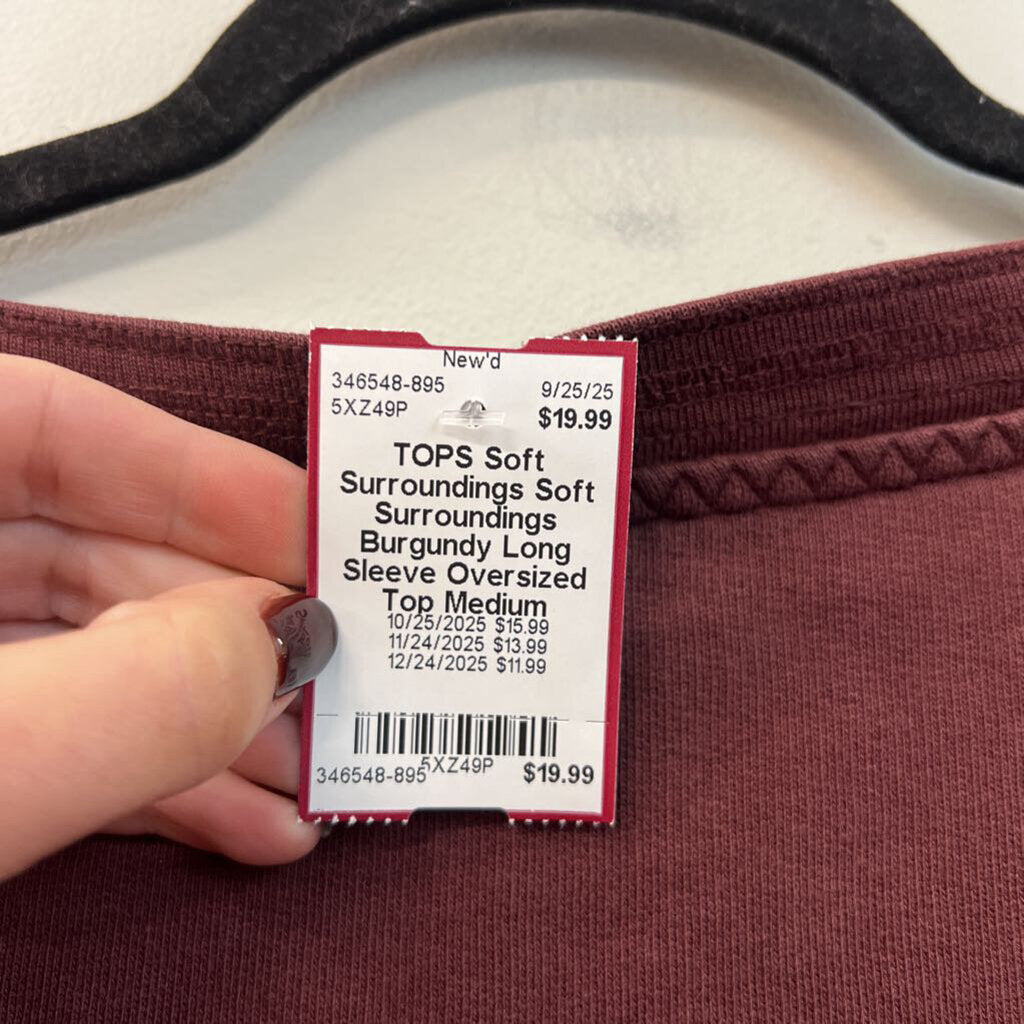 New'd
346548-895 9/25/25
5XZ49P $19.99
TOPS Soft
Surroundings Soft
Surroundings
Burgundy Long
Sleeve Oversized
Top Medium
10/25/2025 $15.99
11/24/2025 $13.99
12/24/2025 $11.99
346548-895 5XZ49P $19.99